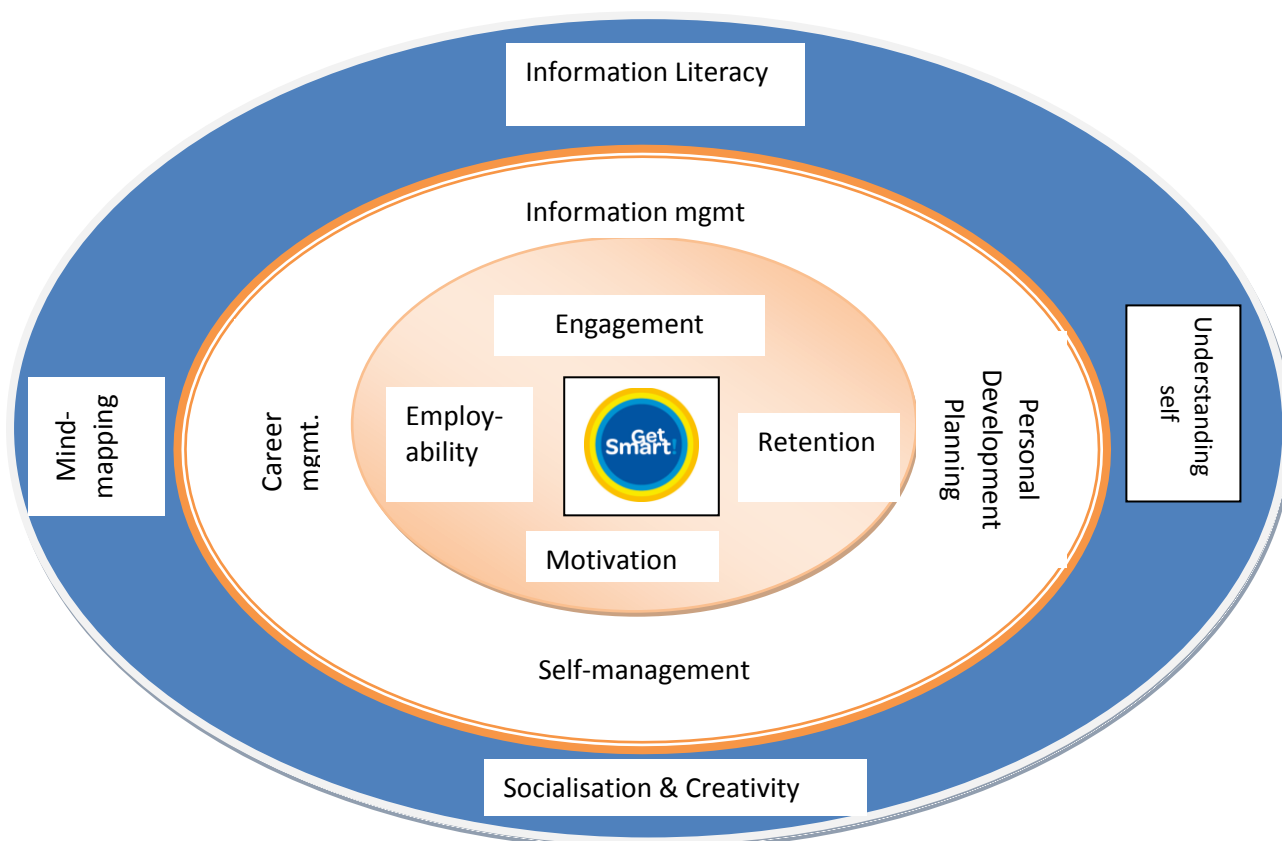 Information Literacy
Information mgmt
Engagement
Mind-
mapping
Career
mgmt.
Employ-
ability
Get
Smart!
Retention
Personal
Development
Planning
Understanding
self
Motivation
Self-management
Socialisation & Creativity